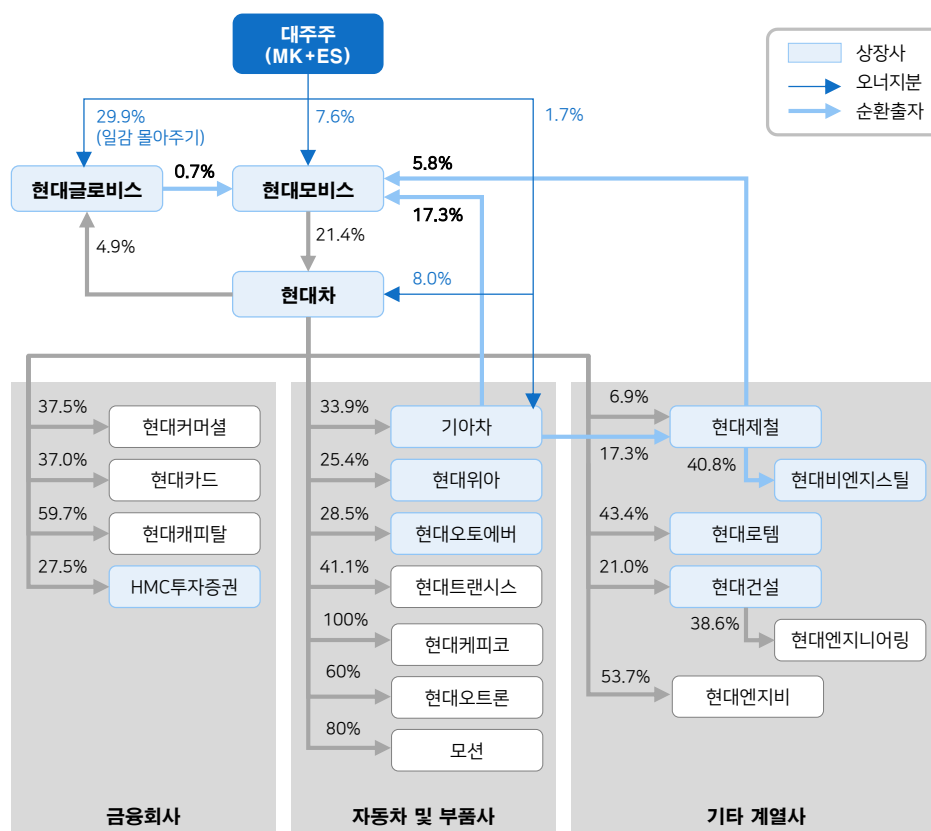 대주주
(MK+ES)
상장사
오너지분
순환출자
29.9%
(일감 몰아주기)
7.6%
1.7%
현대글로비스
0.7%
현대모비스
5.8%
17.3%
4.9%
21.4%
현대차
8.0%
37.5%
현대커머셜
37.0%
현대카드
59.7%
현대캐피탈
27.5%
HMC투자증권
금융회사
33.9%
기아차
25.4%
현대위아
28.5%
현대오토에버
41.1%
현대트랜시스
100%
현대케피코
60%
현대오트론
80%
모션
자동차 및 부품사
6.9%
현대제철
17.3%
40.8%
현대비엔지스틸
43.4%
현대로템
21.0%
현대건설
38.6%
현대엔지니어링
53.7%
현대엔지비
기타 계열사